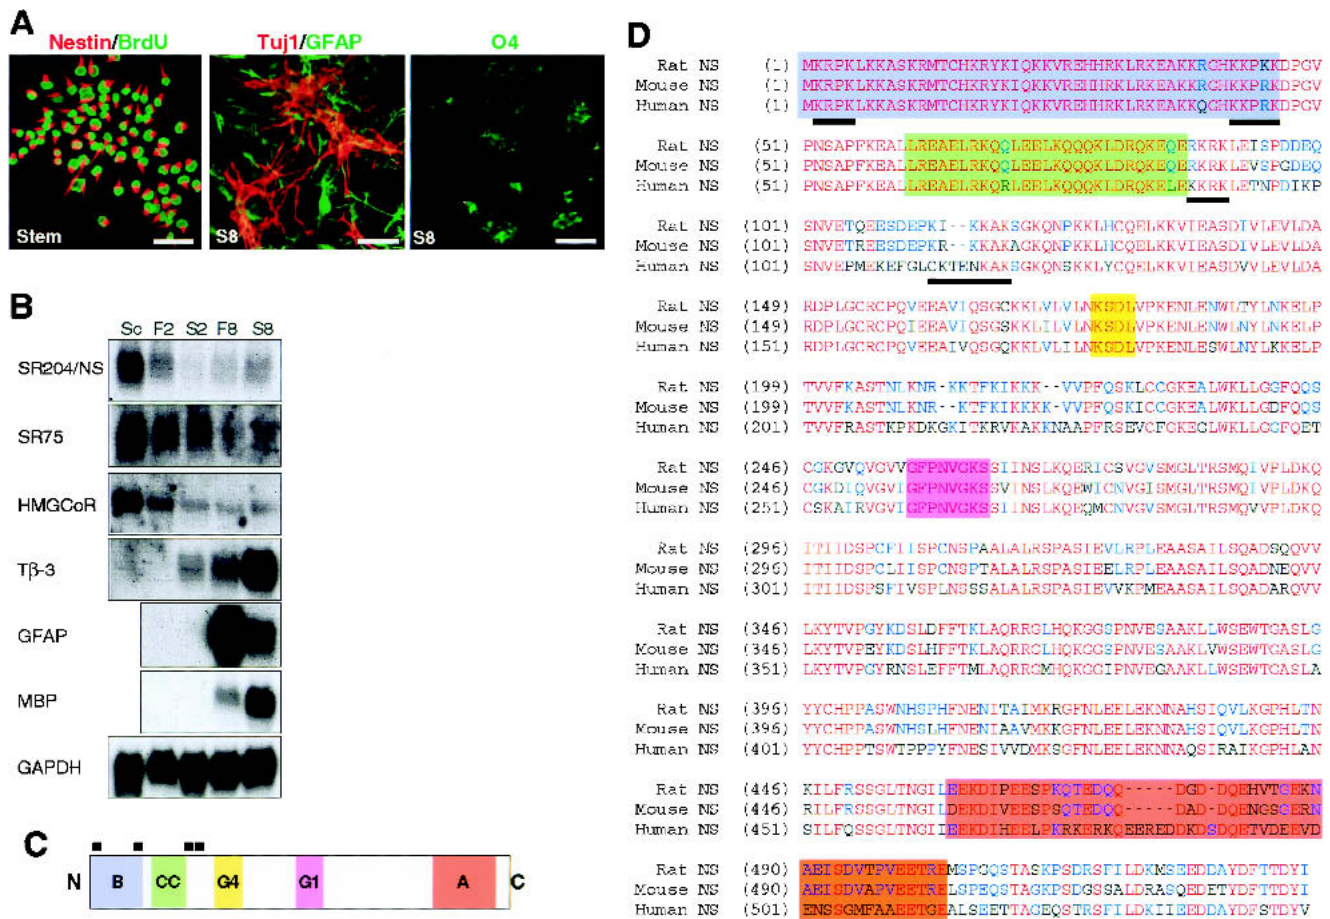 A
Nestin/BrdU
Tuj1/GFAP
O4
Stem
S8
S8
B
Sc F2 S2 F8 S8
SR204/NS
SR75
HMGCoR
Tβ-3
GFAP
MBP
GAPDH
C
N B CC G4 G1 A C
D
Rat NS (1) MKRPKLKKASKRMTCHKRYKIQKKVREHHRKLRKEAKKRGHKKPKKDPGV
Mouse NS (1) MKRPKLKKASKRMTCHKRYKIQKKVREHHRKLRKEAKKRGHKKPRKDPGV
Human NS (1) MKRPKLKKASKRMTCHKRYKIQKKVREHHRKLRKEAKKQGHKKPRKDPGV
Rat NS (51) PNSAPFKEALLREAELRKQQLEELKQQQKLDRQKEQERKRKLEISPDDEQ
Mouse NS (51) PNSAPFKEALLREAELRKQQLEELKQQQKLDRQKEQERKRKLEVSPGDEQ
Human NS (51) PNSAPFKEALLREAELRKQRLEELKQQQKLDRQKELEKKRKLETNPDIKP
Rat NS (101) SNVETQEESDEPKI--KKAKSGKQNPKKLHCQELKKVIEASDIVLEVLDA
Mouse NS (101) SNVETREESDEPKR--KKAKAGKQNPKKLHCQELKKVIEASDIVLEVLDA
Human NS (101) SNVEPMEKEFGLCKTENKAKSGKQNSKKLYCQELKKVIEASDVVLEVLDA
Rat NS (149) RDPLGCRCPQVEEAVIQSGCKKLVLVLNKSDLVPKENLENWLTYLNKELP
Mouse NS (149) RDPLGCRCPQIEEAVIQSGSKKLILVLNKSDLVPKENLENWLNYLNKELP
Human NS (151) RDPLGCRCPQVEEAIVQSGQKKLVLILNKSDLVPKENLESWLNYLKKELP
Rat NS (199) TVVFKASTNLKNR-KKTFKIKKK--VVPFQSKLCCGKEALWKLLGGFQQS
Mouse NS (199) TVVFKASTNLKNR-KTFKIKKKK-VVPFQSKICCGKEALWKLLGDFQQS
Human NS (201) TVVFRASTKPKDKGKITKRVKAKKNAAPFRSEVCFGKEGLWKLLGGFQET
Rat NS (246) CGKGVQVGVVGFPNVGKSSIINSLKQERICSVGVSMGLTRSMQIVPLDKQ
Mouse NS (246) CGKDIQVGVIGFPNVGKSSVINSLKQEWICNVGISMGLTRSMQIVPLDKQ
Human NS (251) CSKAIRVGVIGFPNVGKSSIINSLKQEQMCNVGVSMGLTRSMQVVPLDKQ
Rat NS (296) ITIIDSPCFIISPCNSPAALALRSPASIEVLRPLEAASAILSQADSQQVV
Mouse NS (296) ITIIDSPCLIISPCNSPTALALRSPASIEELRPLEAASAILSQADNEQVV
Human NS (301) ITIIDSPSFIVSPLNSSSALALRSPASIEVVKPMEAASAILSQADARQVV
Rat NS (346) LKYTVPGYKDSLDFFTKLAQRRGLHQKGGSPNVESAAKLLWSEWTGASLG
Mouse NS (346) LKYTVPEYKDSLHFFTKLAQRRGLHQKGGSPNVESAAKLVWSEWTGASLG
Human NS (351) LKYTVPGYRNSLEFFTMLAQRRGMHQKGGIPNVEGAAKLLWSEWTGASLA
Rat NS (396) YYCHPPASWNHSPHFNENITAIMKRGFNLEELEKNNAHSIQVLKGPHLTN
Mouse NS (396) YYCHPPASWNHSLHFNENIAAVMKKGFNLEELEKNNAHSIQVLKGPHLTN
Human NS (401) YYCHPPTSWTPPPYFNESIVVDMKSGFNLEELEKNNAQSIRAIKGPHLAN
Rat NS (446) KILFRSSGLTNGILEEKDIPEESPKQTEDQQ-----DGD-DQEHVTGEKN
Mouse NS (446) RILFRSSGLTNGILDEKDIVEESPRQTEDQQ-----DAD-DQENGSGERN
Human NS (451) SILFQSSGLTNGIIEEKDIHEELPKRKERKQEEREDDKDSDQETVDEEVD
Rat NS (490) AEISDVTPVEETREMSPGQSTASKPSDRSFILDKMSEEDDAYDFTTDYI
Mouse NS (490) AEISDVAPVEETRELSPEQSTAGKPSDGSSALDRASQEDETYDFTTDYI
Human NS (501) ENSSGMFAAEETGEALSEETTAGEQSTRSFILDKIIEEDDAYDFSTDYV